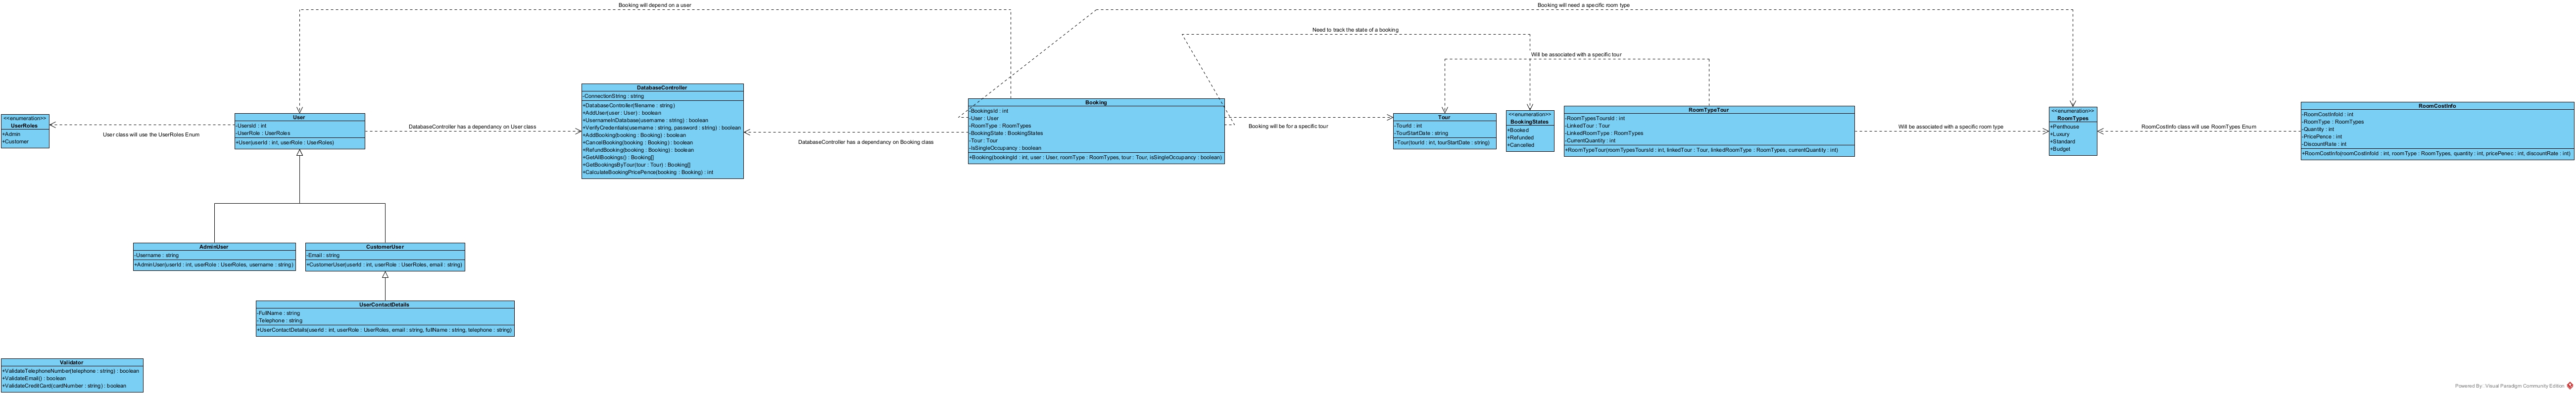 Booking will depend on a user
Booking will need a specific room type
Need to track the state of a booking
Will be associated with a specific tour
<<enumeration>>
UserRoles
+Admin
+Customer
User class will use the UserRoles Enum
User
-UsersId : int
-UserRole : UserRoles
+User(userId : int, userRole : UserRoles)
DatabaseController has a dependancy on User class
DatabaseController
-ConnectionString : string
+DatabaseController(filename : string)
+AddUser(user : User) : boolean
+UsernameInDatabase(username : string) : boolean
+VerifyCredentials(username : string, password : string) : boolean
+AddBooking(booking : Booking) : boolean
+CancelBooking(booking : Booking) : boolean
+RefundBooking(booking : Booking) : boolean
+GetAllBookings() : Booking[]
+GetBookingsByTour(tour : Tour) : Booking[]
+CalculateBookingPricePence(booking : Booking) : int
DatabaseController has a dependancy on Booking class
Booking
-BookingsId : int
-User : User
-RoomType : RoomTypes
-BookingState : BookingStates
-Tour : Tour
-IsSingleOccupancy : boolean
+Booking(bookingId : int, user : User, roomType : RoomTypes, tour : Tour, isSingleOccupancy : boolean)
Booking will be for a specific tour
Tour
-TourId : int
-TourStartDate : string
+Tour(tourId : int, tourStartDate : string)
<<enumeration>>
BookingStates
+Booked
+Refunded
+Cancelled
RoomTypeTour
-RoomTypesToursId : int
-LinkedTour : Tour
-LinkedRoomType : RoomTypes
-CurrentQuantity : int
+RoomTypeTour(roomTypesToursId : int, linkedTour : Tour, linkedRoomType : RoomTypes, currentQuantity : int)
Will be associated with a specific room type
<<enumeration>>
RoomTypes
+Penthouse
+Luxury
+Standard
+Budget
RoomCostInfo class will use RoomTypes Enum
RoomCostInfo
-RoomCostInfoId : int
-RoomType : RoomTypes
-Quantity : int
-PricePence : int
-DiscountRate : int
+RoomCostInfo(roomCostInfoId : int, roomType : RoomTypes, quantity : int, pricePenec : int, discountRate : int)
AdminUser
-Username : string
+AdminUser(userId : int, userRole : UserRoles, username : string)
CustomerUser
-Email : string
+CustomerUser(userId : int, userRole : UserRoles, email : string)
UserContactDetails
-FullName : string
-Telephone : string
+UserContactDetails(userId : int, userRole : UserRoles, email : string, fullName : string, telephone : string)
Validator
+ValidateTelephoneNumber(telephone : string) : boolean
+ValidateEmail() : boolean
+ValidateCreditCard(cardNumber : string) : boolean
Powered By: Visual Paradigm Community Edition